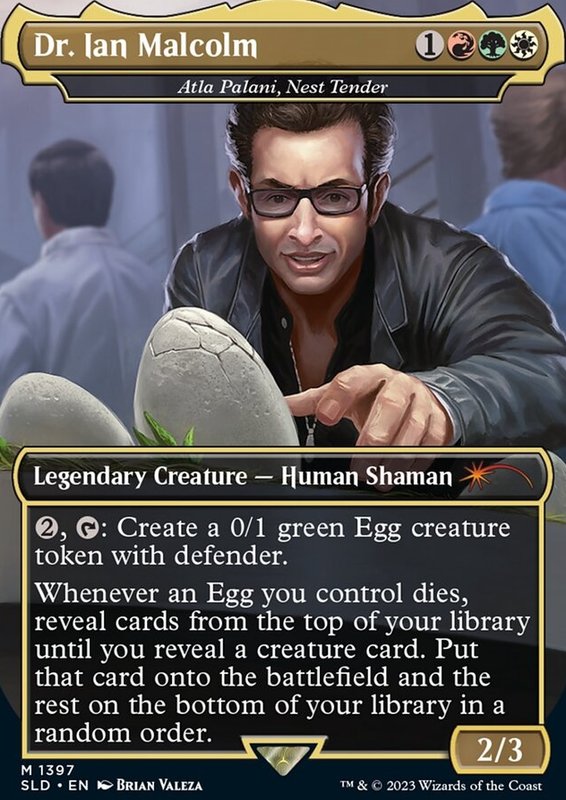 Dr. Ian Malcolm 1
Atla Palani, Nest Tender
Legendary Creature — Human Shaman
2, : Create a 0/1 green Egg creature
token with defender.
Whenever an Egg you control dies,
reveal cards from the top of your library
until you reveal a creature card. Put
that card onto the battlefield and the
rest on the bottom of your library in a
random order.
2/3
M 1397
SLD • EN BRIAN VALEZA
™ & © 2023 Wizards of the Coast